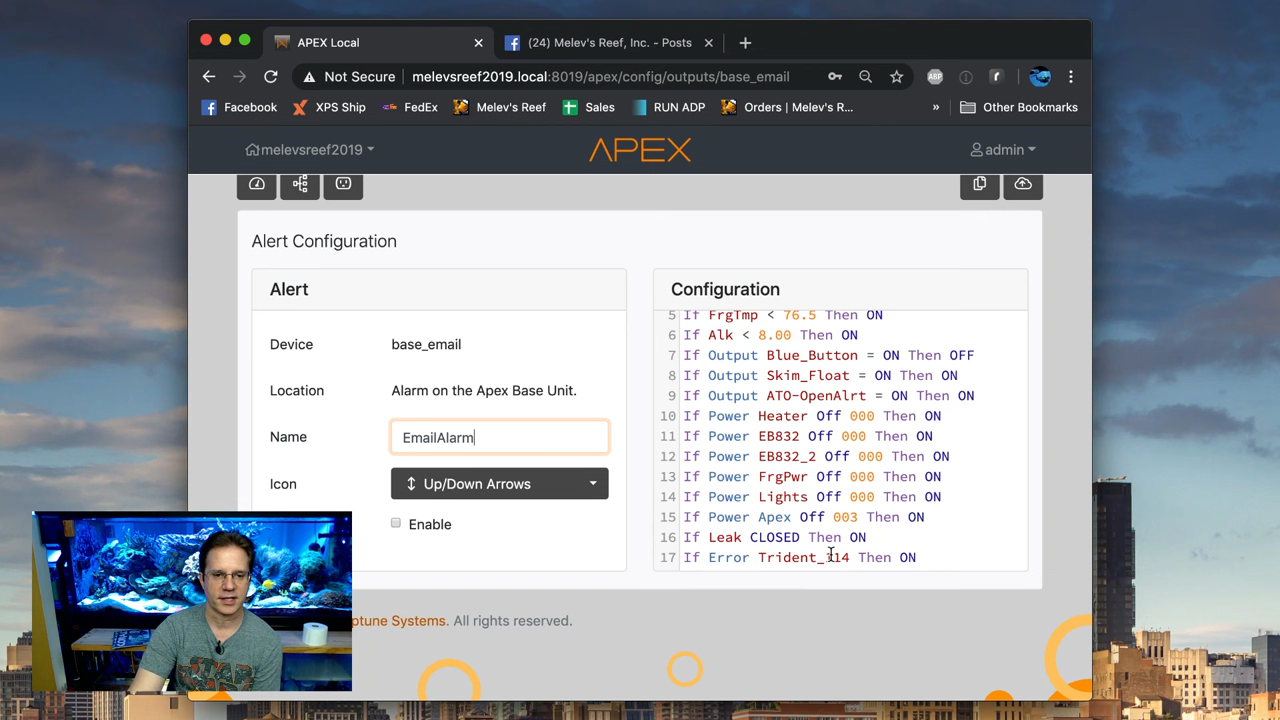 APEX Local
(24) Melev's Reef, Inc. - Posts
Not Secure melevsreef2019.local:8019/apex/config/outputs/base_email
ABP
Facebook XPS Ship FedEx Melev's Reef Sales RUN ADP Orders | Melev's R... » Other Bookmarks
melevsreef2019 APEX admin
Alert Configuration
Alert
Device base_email
Location Alarm on the Apex Base Unit.
Name EmailAlarm
Icon Up/Down Arrows
Enable
Configuration
5 If FrgTmp < 76.5 Then ON
6 If Alk < 8.00 Then ON
7 If Output Blue_Button = ON Then OFF
8 If Output Skim_Float = ON Then ON
9 If Output ATO-OpenAlrt = ON Then ON
10 If Power Heater Off 000 Then ON
11 If Power EB832 Off 000 Then ON
12 If Power EB832_2 Off 000 Then ON
13 If Power FrgPwr Off 000 Then ON
14 If Power Lights Off 000 Then ON
15 If Power Apex Off 003 Then ON
16 If Leak CLOSED Then ON
17 If Error Then ON
ptune Systems. All rights reserved.